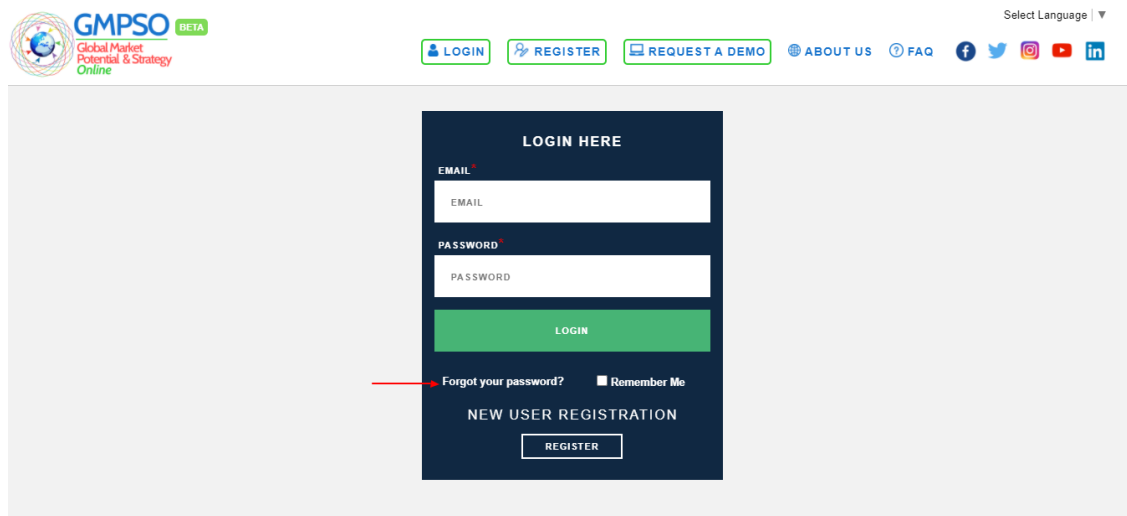 Select Language ▼
GMPSO BETA
Global Market
Potential & Strategy
Online
LOGIN REGISTER REQUEST A DEMO ABOUT US FAQ
LOGIN HERE
EMAIL*
EMAIL
PASSWORD*
PASSWORD
LOGIN
Forgot your password? Remember Me
NEW USER REGISTRATION
REGISTER